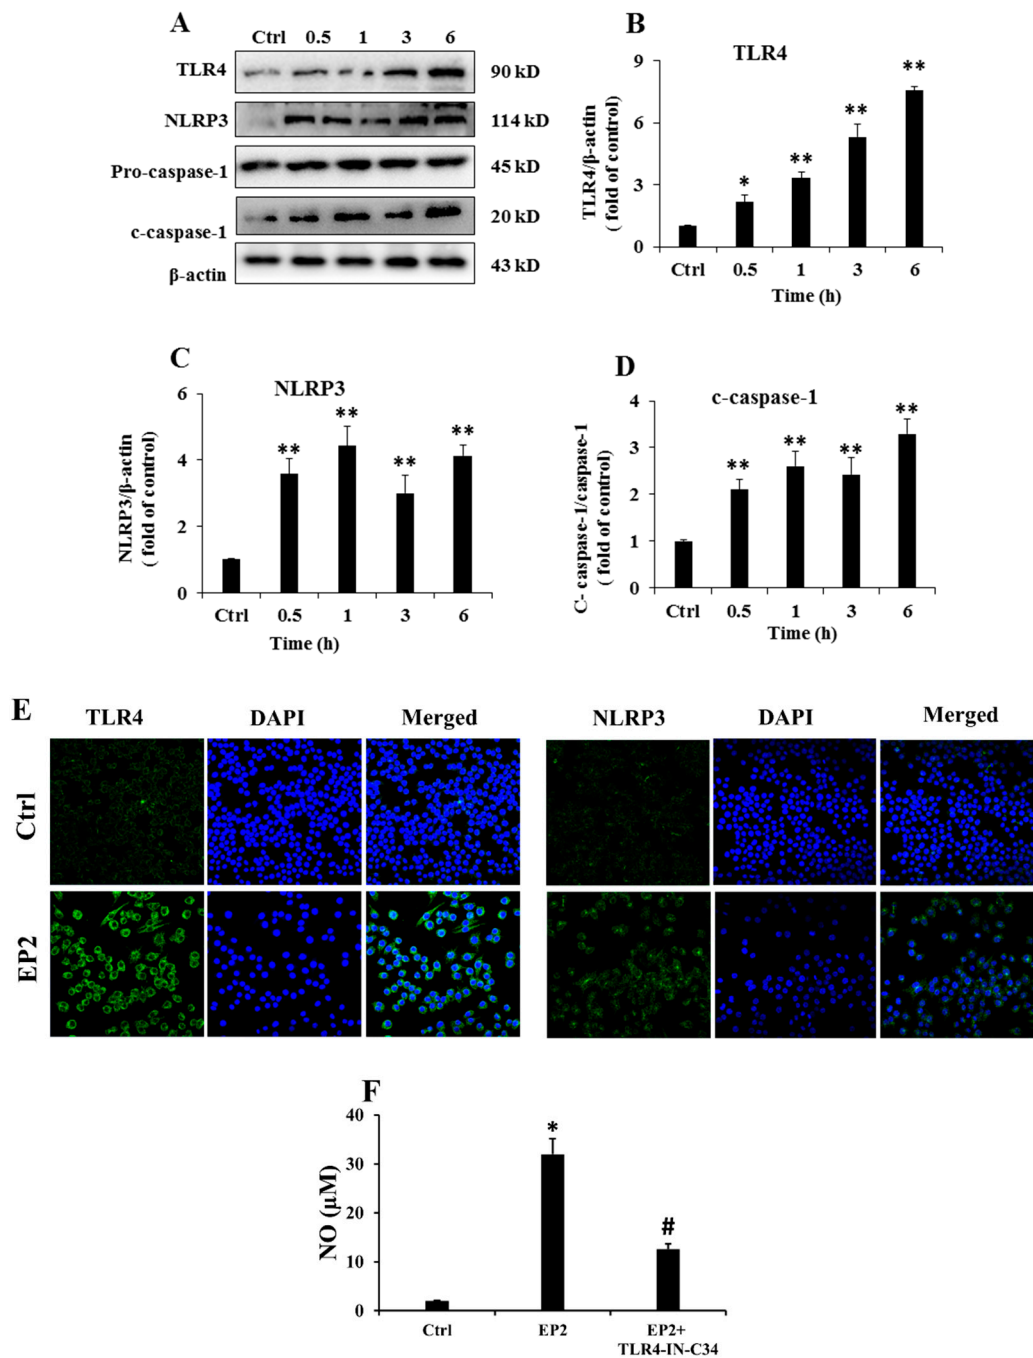 A
Ctrl 0.5 1 3 6
TLR4 90 kD
NLRP3 114 kD
Pro-caspase-1 45 kD
c-caspase-1 20 kD
β-actin 43 kD
B
TLR4
TLR4/β-actin
( fold of control)
9
6
3
0
*
**
**
**
Ctrl 0.5 1 3 6
Time (h)
C
NLRP3
NLRP3/β-actin
( fold of control)
6
4
2
0
**
**
**
**
Ctrl 0.5 1 3 6
Time (h)
D
c-caspase-1
C- caspase-1/caspase-1
( fold of control)
4
3
2
1
0
**
**
**
**
Ctrl 0.5 1 3 6
Time (h)
E
TLR4 DAPI Merged NLRP3 DAPI Merged
Ctrl
EP2
F
NO (μM)
40
30
20
10
0
*
#
Ctrl EP2 EP2+
TLR4-IN-C34